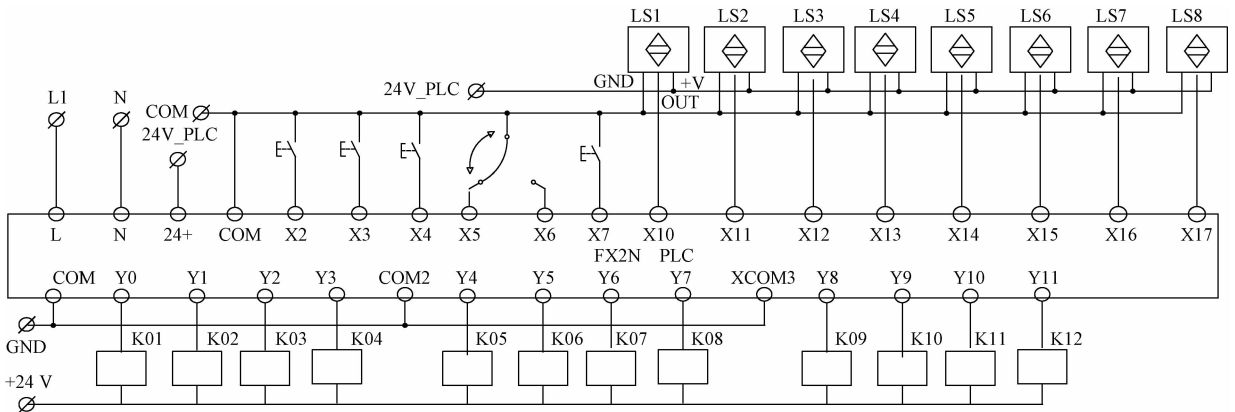 LS1 LS2 LS3 LS4 LS5 LS6 LS7 LS8
24V_PLC GND +V
L1 N COM OUT
24V_PLC
L N 24+ COM X2 X3 X4 X5 X6 X7 X10 X11 X12 X13 X14 X15 X16 X17
FX2N PLC
COM Y0 Y1 Y2 Y3 COM2 Y4 Y5 Y6 Y7 XCOM3 Y8 Y9 Y10 Y11
GND K01 K02 K03 K04 K05 K06 K07 K08 K09 K10 K11 K12
+24 V